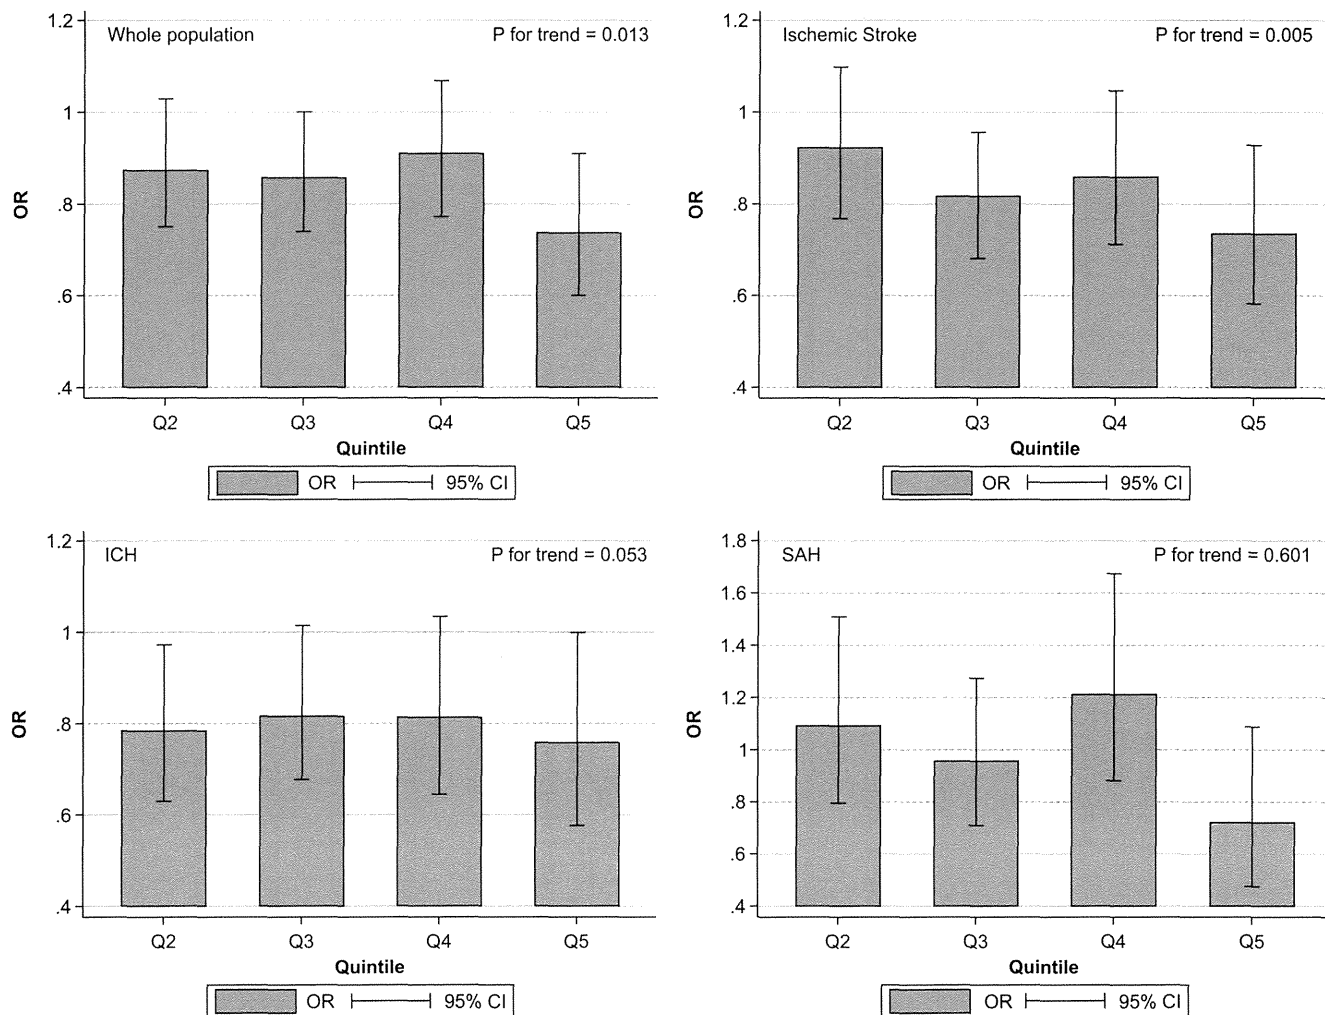 Whole population P for trend = 0.013
1.2
1
.8
.6
.4
OR
Q2 Q3 Q4 Q5
Quintile
OR 95% CI
Ischemic Stroke P for trend = 0.005
1.2
1
.8
.6
.4
OR
Q2 Q3 Q4 Q5
Quintile
OR 95% CI
ICH P for trend = 0.053
1.2
1
.8
.6
.4
OR
Q2 Q3 Q4 Q5
Quintile
OR 95% CI
SAH P for trend = 0.601
1.8
1.6
1.4
1.2
1
.8
.6
.4
OR
Q2 Q3 Q4 Q5
Quintile
OR 95% CI